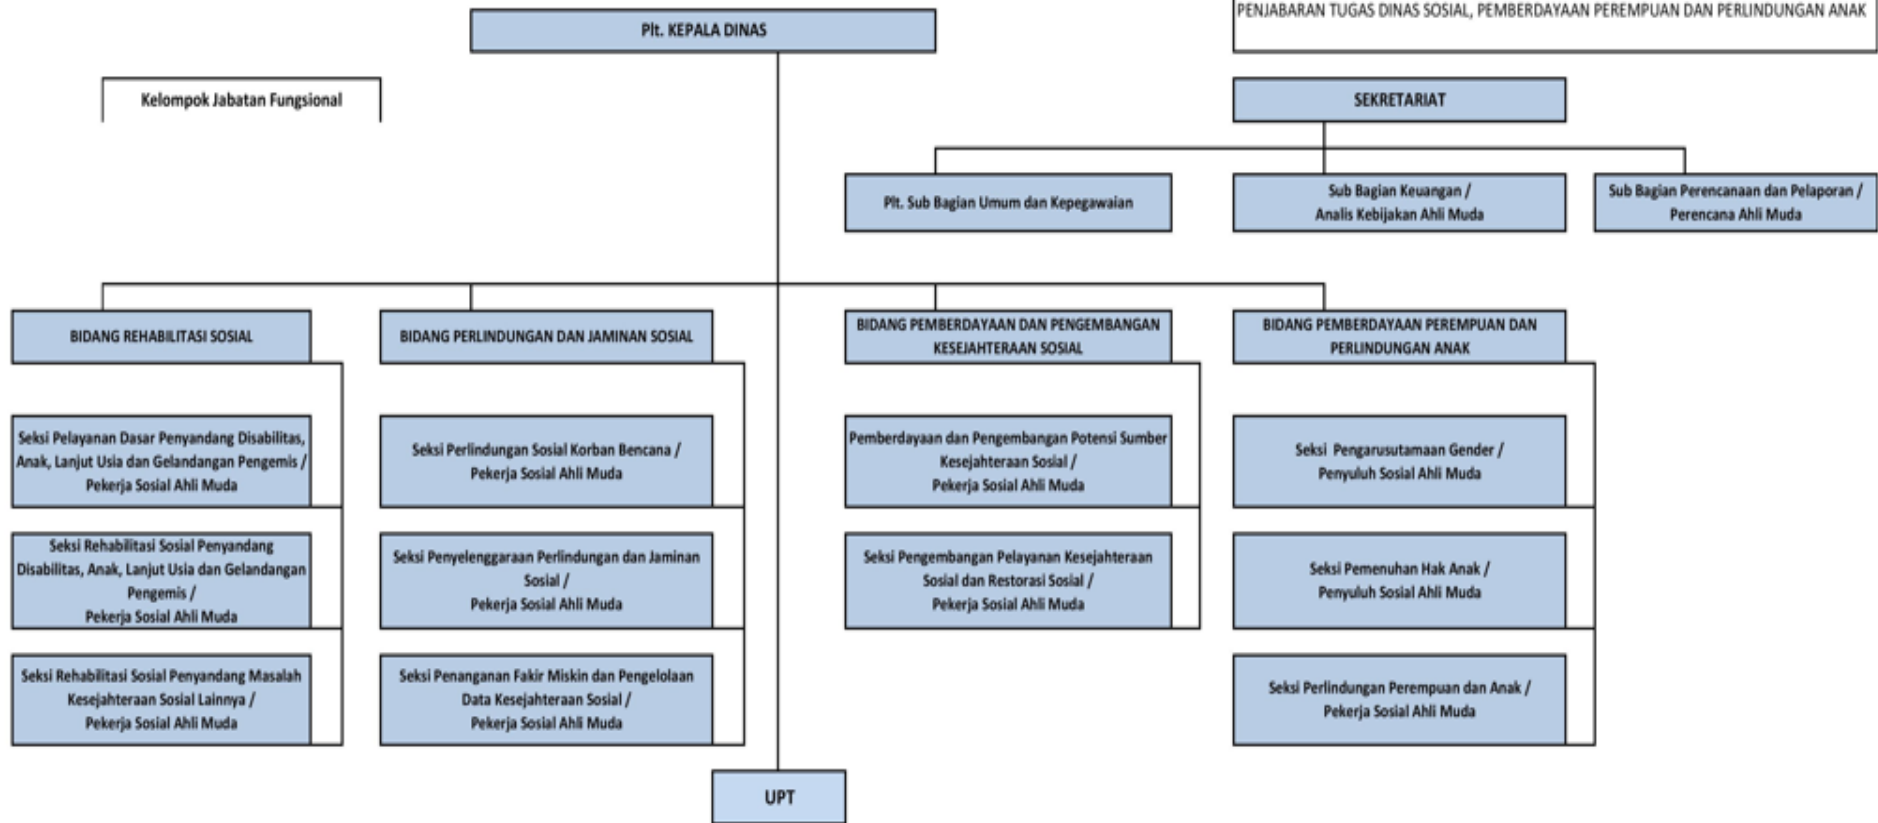 PENJABARAN TUGAS DINAS SOSIAL, PEMBERDAYAAN PEREMPUAN DAN PERLINDUNGAN ANAK
Plt. KEPALA DINAS
Kelompok Jabatan Fungsional
SEKRETARIAT
Plt. Sub Bagian Umum dan Kepegawaian
Sub Bagian Keuangan /
Analis Kebijakan Ahli Muda
Sub Bagian Perencanaan dan Pelaporan /
Perencana Ahli Muda
BIDANG REHABILITASI SOSIAL
Seksi Pelayanan Dasar Penyandang Disabilitas,
Anak, Lanjut Usia dan Gelandangan Pengemis /
Pekerja Sosial Ahli Muda
Seksi Rehabilitasi Sosial Penyandang
Disabilitas, Anak, Lanjut Usia dan Gelandangan
Pengemis /
Pekerja Sosial Ahli Muda
Seksi Rehabilitasi Sosial Penyandang Masalah
Kesejahteraan Sosial Lainnya /
Pekerja Sosial Ahli Muda
BIDANG PERLINDUNGAN DAN JAMINAN SOSIAL
Seksi Perlindungan Sosial Korban Bencana /
Pekerja Sosial Ahli Muda
Seksi Penyelenggaraan Perlindungan dan Jaminan
Sosial /
Pekerja Sosial Ahli Muda
Seksi Penanganan Fakir Miskin dan Pengelolaan
Data Kesejahteraan Sosial /
Pekerja Sosial Ahli Muda
BIDANG PEMBERDAYAAN DAN PENGEMBANGAN
KESEJAHTERAAN SOSIAL
Pemberdayaan dan Pengembangan Potensi Sumber
Kesejahteraan Sosial /
Pekerja Sosial Ahli Muda
Seksi Pengembangan Pelayanan Kesejahteraan
Sosial dan Restorasi Sosial /
Pekerja Sosial Ahli Muda
BIDANG PEMBERDAYAAN PEREMPUAN DAN
PERLINDUNGAN ANAK
Seksi Pengarusutamaan Gender /
Penyuluh Sosial Ahli Muda
Seksi Pemenuhan Hak Anak /
Penyuluh Sosial Ahli Muda
Seksi Perlindungan Perempuan dan Anak /
Pekerja Sosial Ahli Muda
UPT